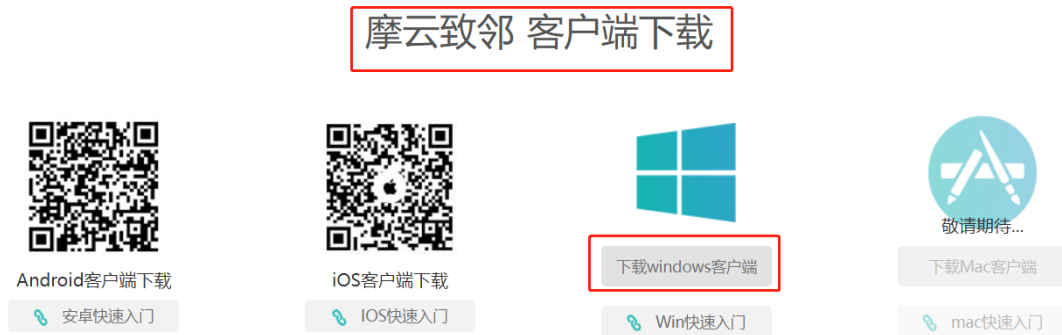 摩云致邻 客户端下载
敬请期待...
Android客户端下载
iOS客户端下载
下载windows客户端
下载Mac客户端
安卓快速入门
IOS快速入门
Win快速入门
mac快速入门